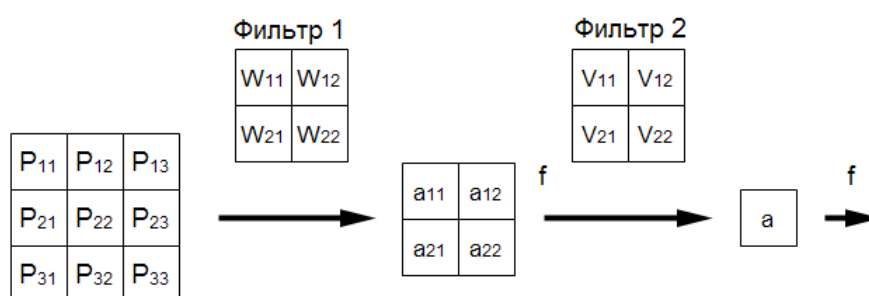 Фильтр 1
W11 W12
W21 W22
Фильтр 2
V11 V12
V21 V22
P11 P12 P13
P21 P22 P23
P31 P32 P33
a11 a12
a21 a22
f
a
f